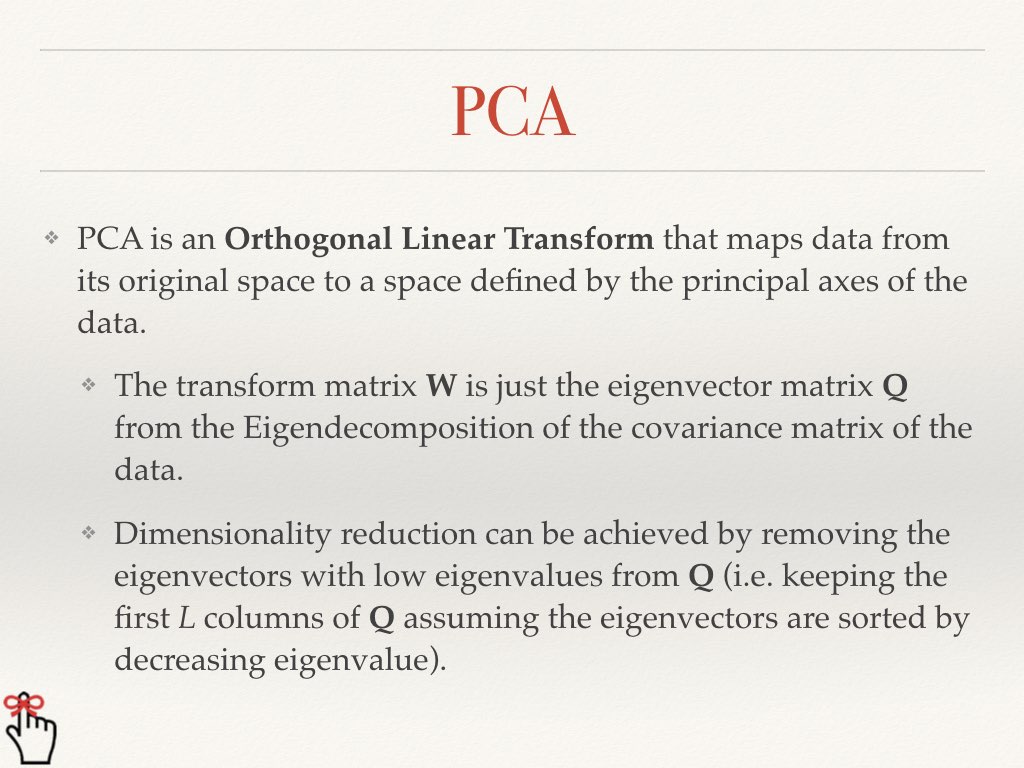 PCA
❖ PCA is an Orthogonal Linear Transform that maps data from
its original space to a space defined by the principal axes of the
data.
❖ The transform matrix W is just the eigenvector matrix Q
from the Eigendecomposition of the covariance matrix of the
data.
❖ Dimensionality reduction can be achieved by removing the
eigenvectors with low eigenvalues from Q (i.e. keeping the
first L columns of Q assuming the eigenvectors are sorted by
decreasing eigenvalue).